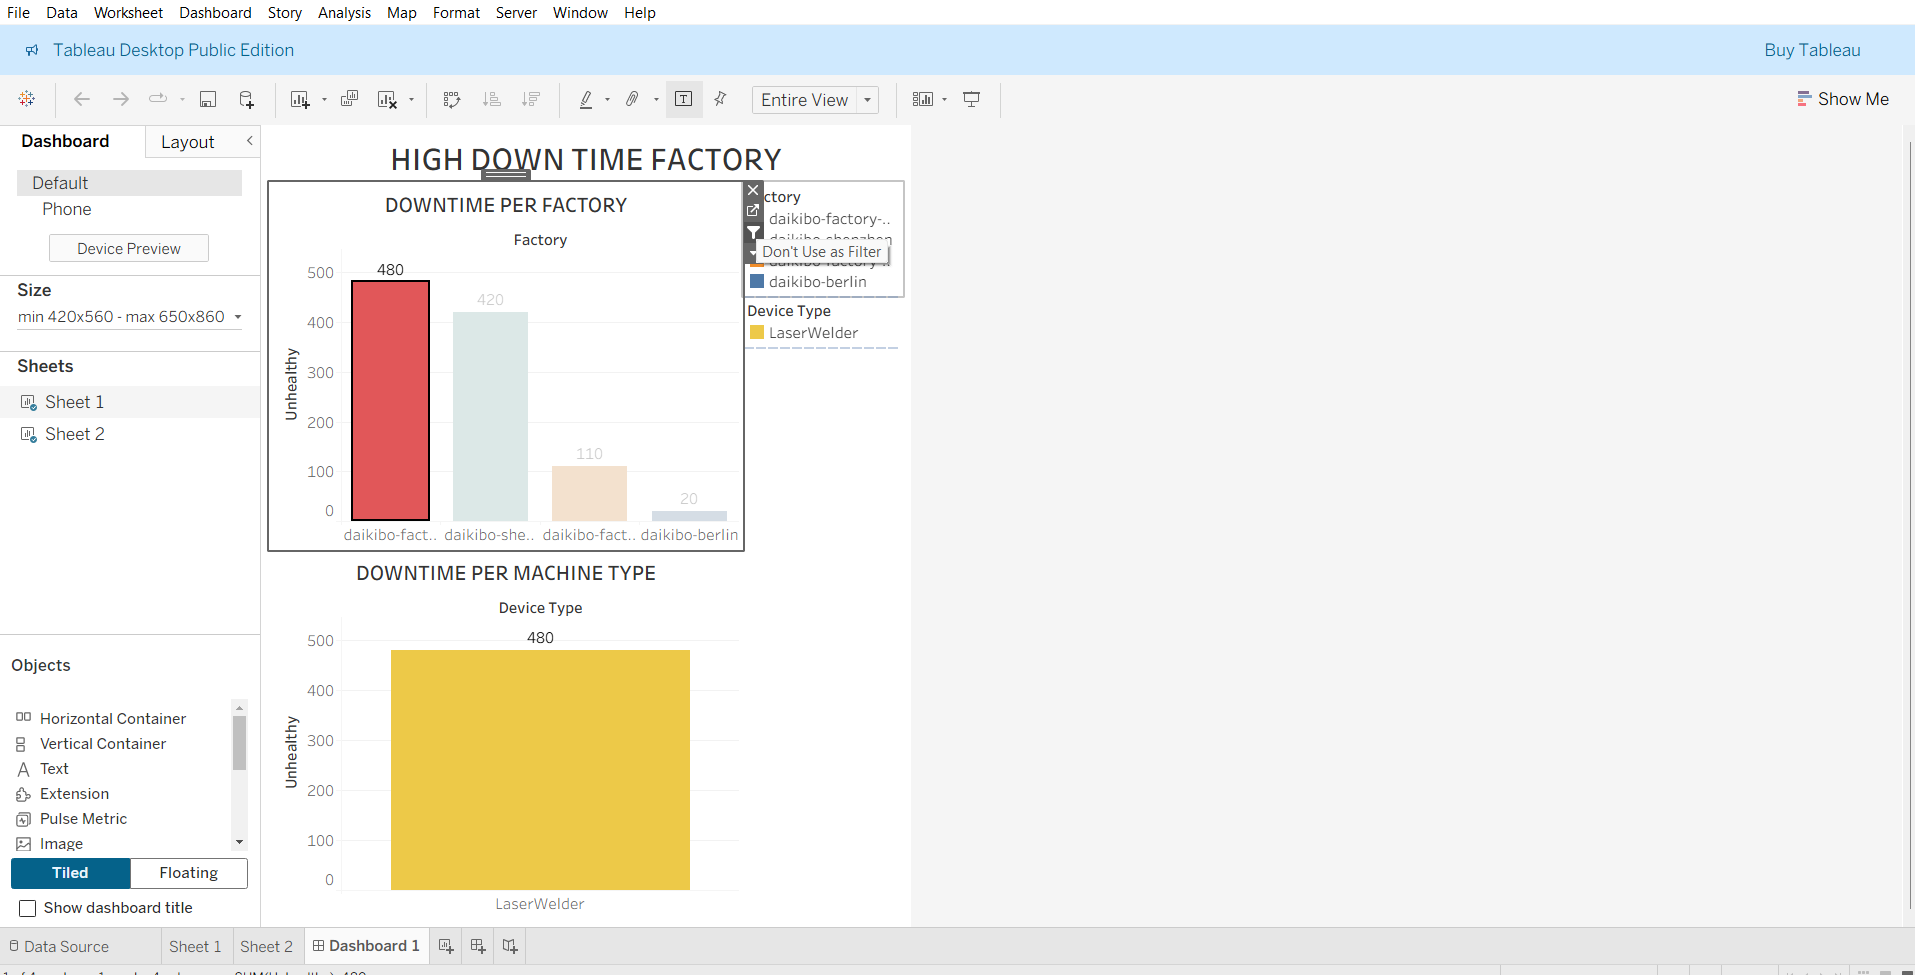 File Data Worksheet Dashboard Story Analysis Map Format Server Window Help
Tableau Desktop Public Edition Buy Tableau
Entire View Show Me
Dashboard Layout
Default
Phone
Device Preview
Size
min 420x560 - max 650x860
Sheets
Sheet 1
Sheet 2
Objects
Horizontal Container
Vertical Container
Text
Extension
Pulse Metric
Image
Tiled Floating
Show dashboard title
HIGH DOWN TIME FACTORY
DOWNTIME PER FACTORY
Factory
Unhealthy
500
400
300
200
100
0
480
420
110
20
daikibo-fact.. daikibo-she.. daikibo-fact.. daikibo-berlin
ctory
daikibo-factory-..
daikibo-shenzhen
Don't Use as Filter
daikibo-factory-..
daikibo-berlin
Device Type
LaserWelder
DOWNTIME PER MACHINE TYPE
Device Type
Unhealthy
500
400
300
200
100
0
480
LaserWelder
Data Source Sheet 1 Sheet 2 Dashboard 1